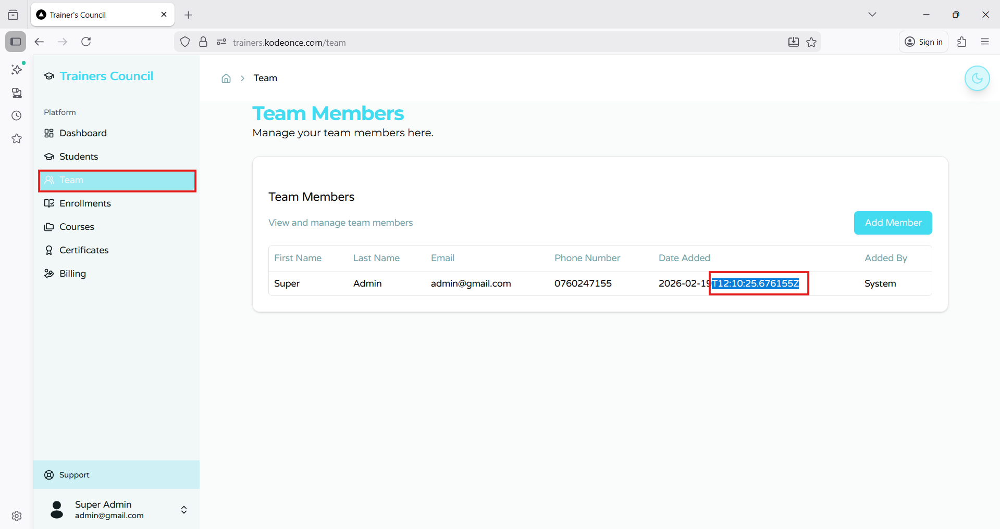 Trainer's Council
trainers.kodeonce.com/team
Sign in
Trainers Council
Platform
Dashboard
Students
Team
Enrollments
Courses
Certificates
Billing
Support
Super Admin
admin@gmail.com
Team
Team Members
Manage your team members here.
Team Members
View and manage team members
Add Member
First Name Last Name Email Phone Number Date Added Added By
Super Admin admin@gmail.com 0760247155 2026-02-19T12:10:25.676155Z System